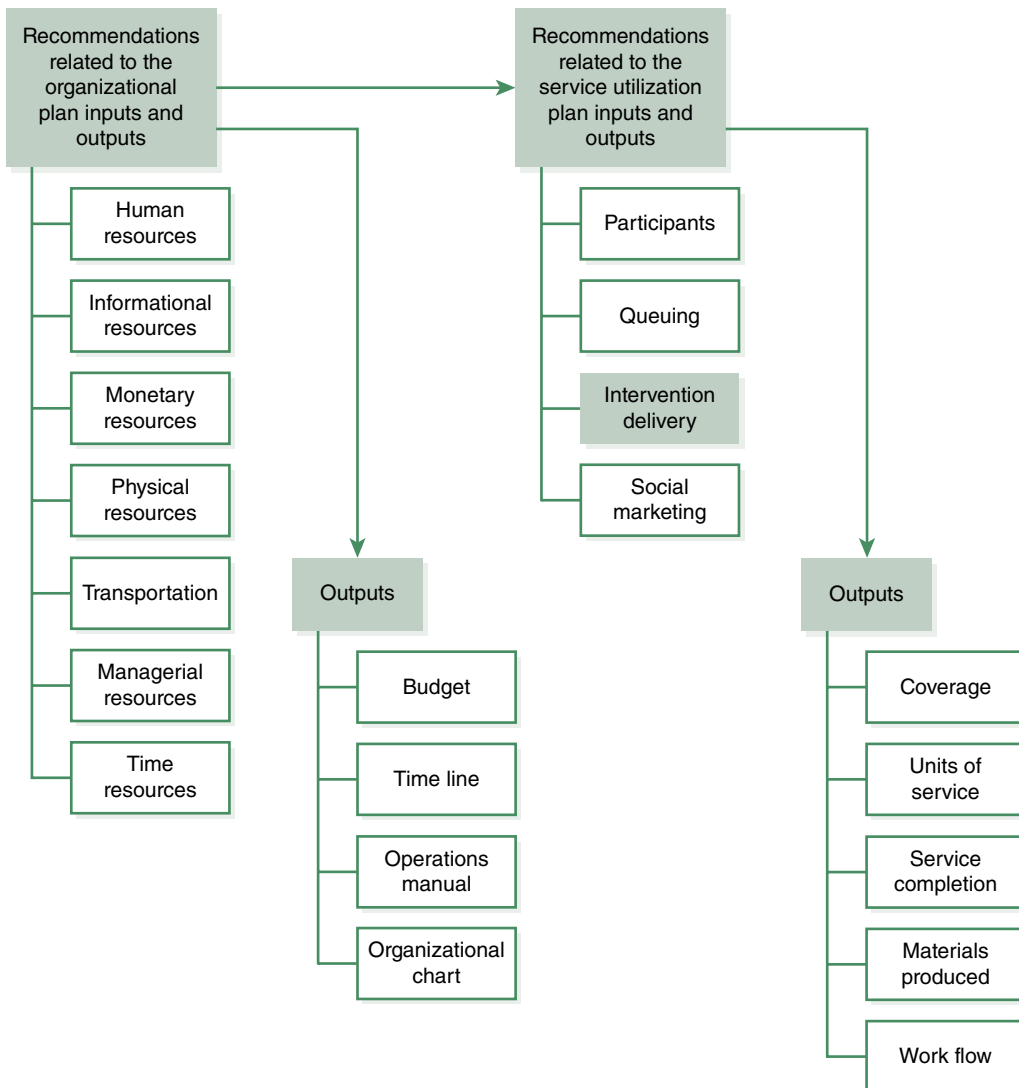 Recommendations
related to the
organizational
plan inputs and
outputs
Human
resources
Informational
resources
Monetary
resources
Physical
resources
Transportation
Managerial
resources
Time
resources
Outputs
Budget
Time line
Operations
manual
Organizational
chart
Recommendations
related to the
service utilization
plan inputs and
outputs
Participants
Queuing
Intervention
delivery
Social
marketing
Outputs
Coverage
Units of
service
Service
completion
Materials
produced
Work flow